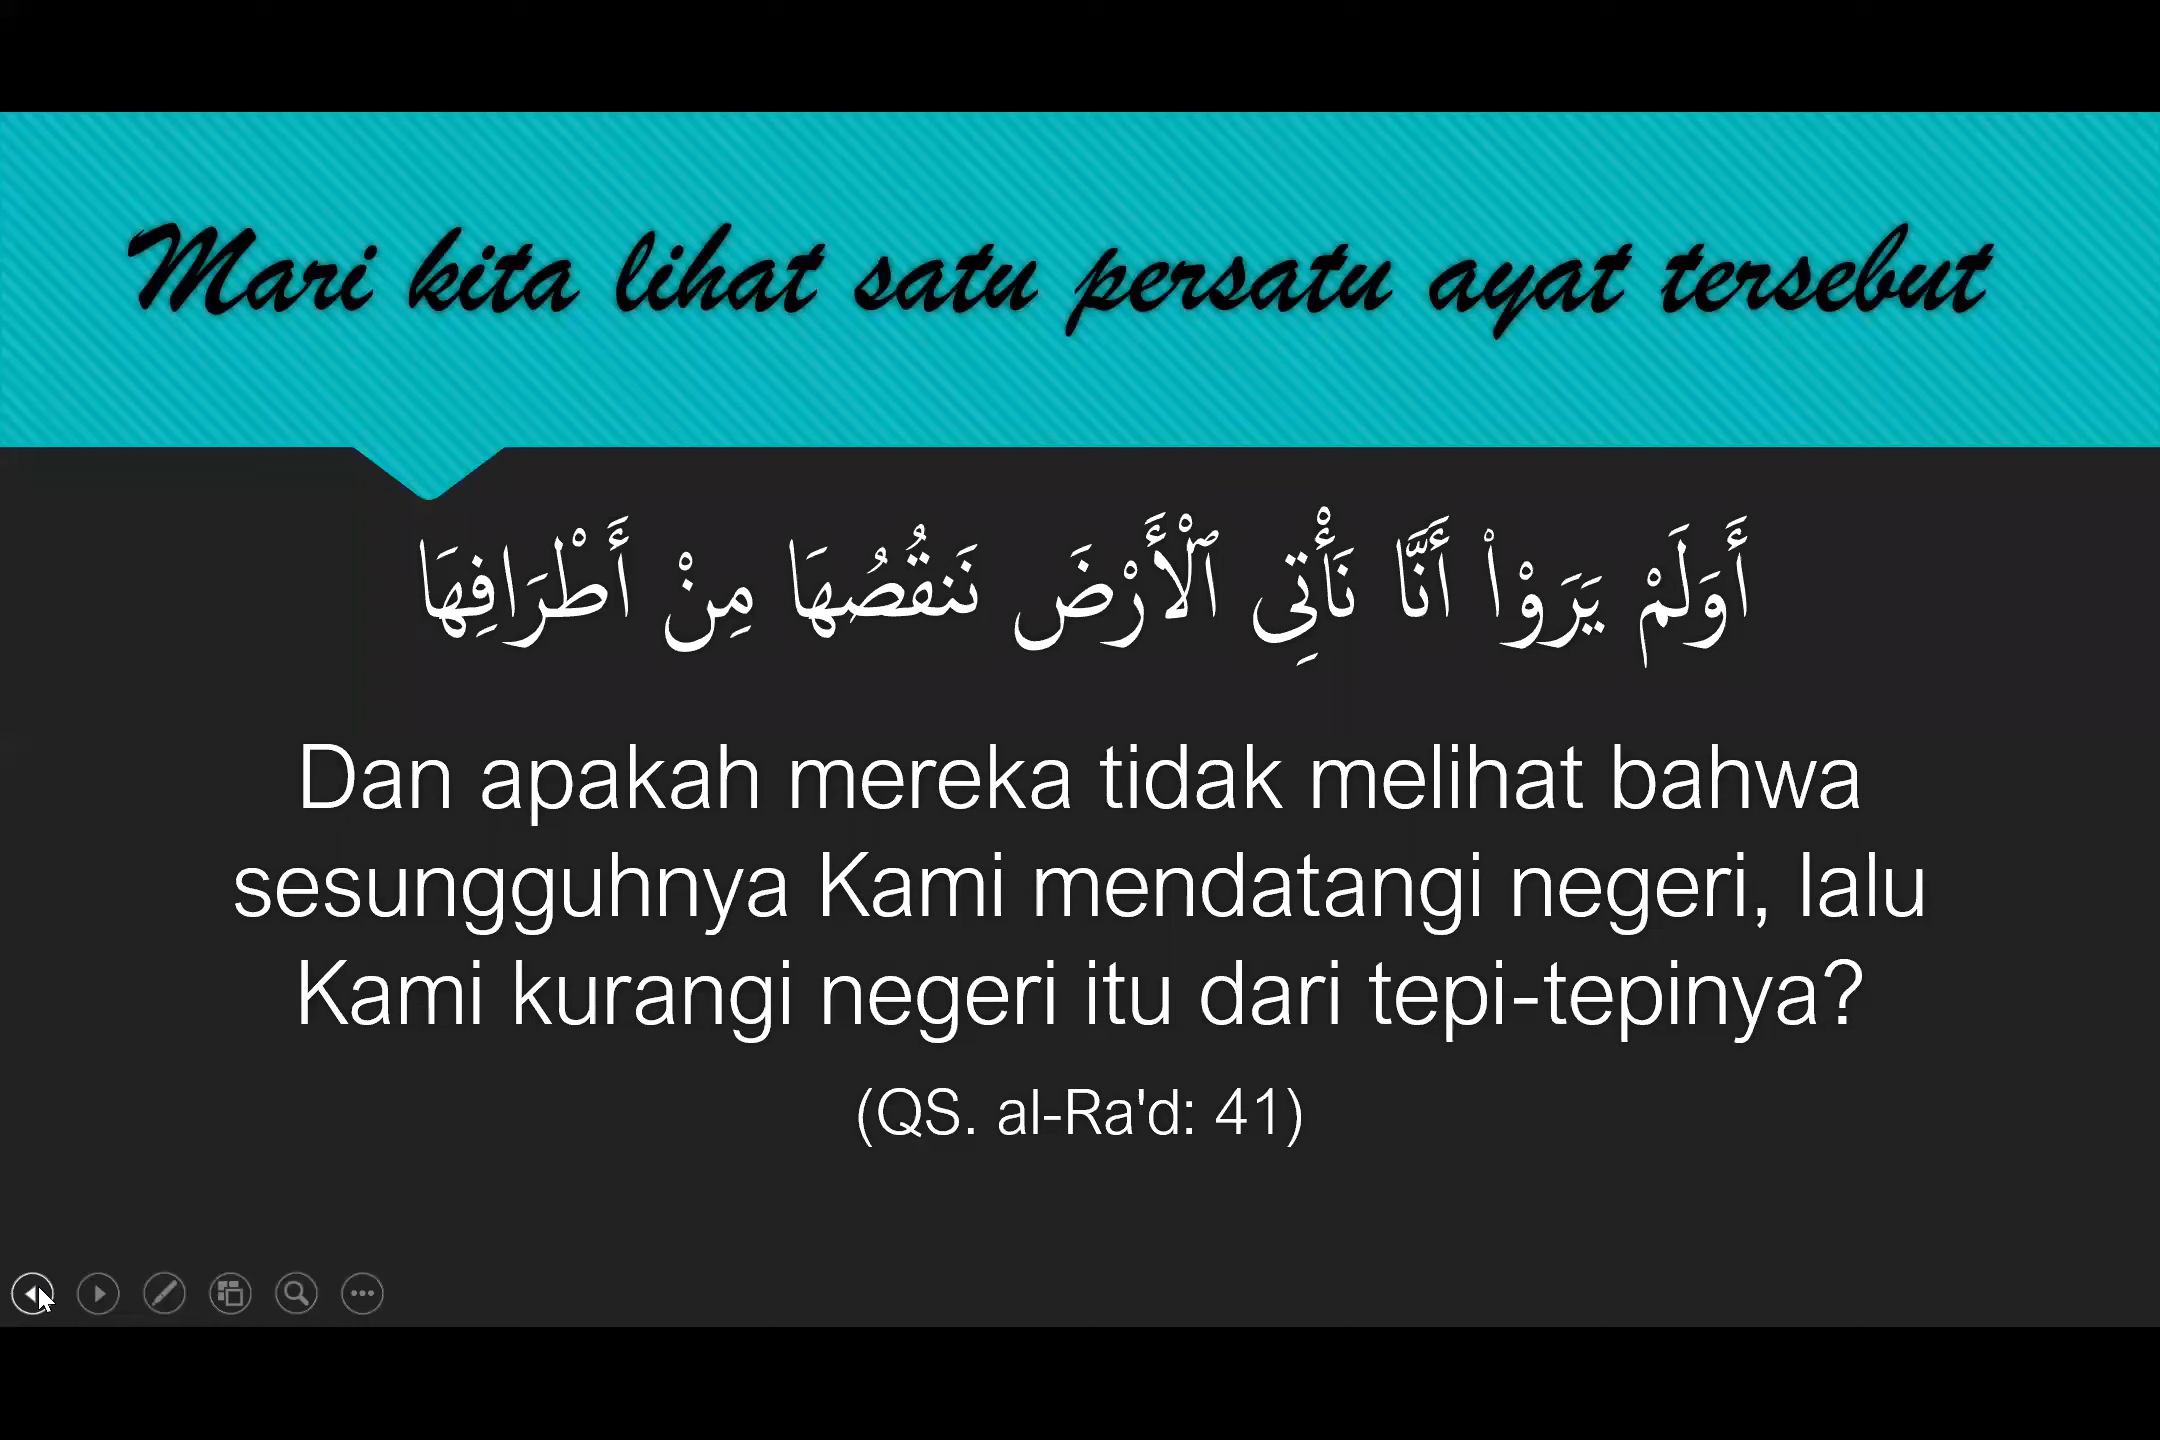 Mari kita lihat satu persatu ayat tersebut
أَوَلَمْ يَرَوْا۟ أَنَّا نَأْتِى ٱلْأَرْضَ نَنقُصُهَا مِنْ أَطْرَافِهَا
Dan apakah mereka tidak melihat bahwa
sesungguhnya Kami mendatangi negeri, lalu
Kami kurangi negeri itu dari tepi-tepinya?
(QS. al-Ra'd: 41)